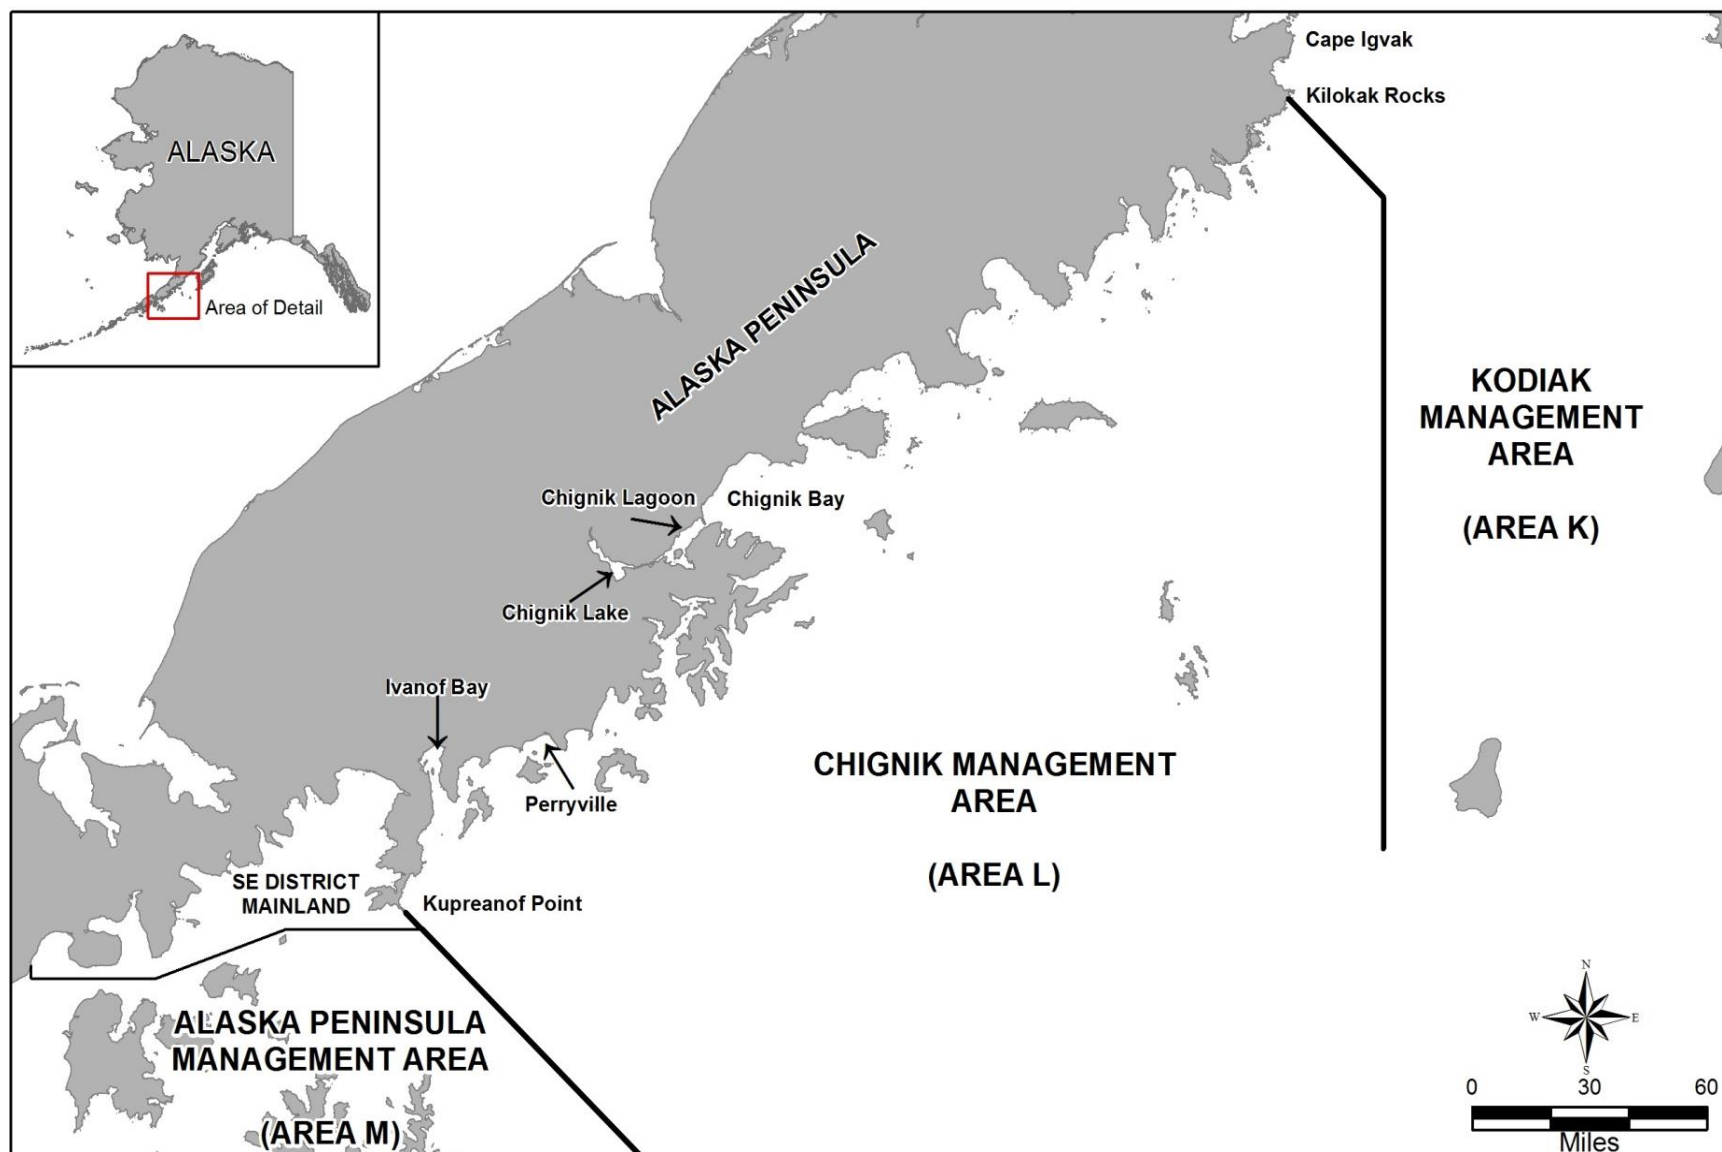 Cape Igvak
Kilokak Rocks
ALASKA
Area of Detail
ALASKA PENINSULA
KODIAK
MANAGEMENT
AREA
(AREA K)
Chignik Lagoon
Chignik Bay
Chignik Lake
Ivanof Bay
Perryville
CHIGNIK MANAGEMENT
AREA
(AREA L)
SE DISTRICT
MAINLAND
Kupreanof Point
ALASKA PENINSULA
MANAGEMENT AREA
(AREA M)
N
W E
S
0 30 60
Miles